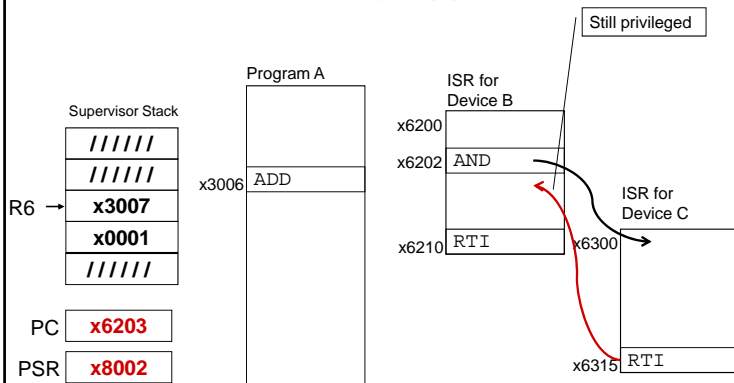 Still privileged
Program A
ISR for
Device B
Supervisor Stack
x6200
//////
//////
x6202 AND
x3006 ADD
ISR for
Device C
R6 → x3007
x0001
x6210 RTI
x6300
//////
PC x6203
PSR x8002
x6315 RTI